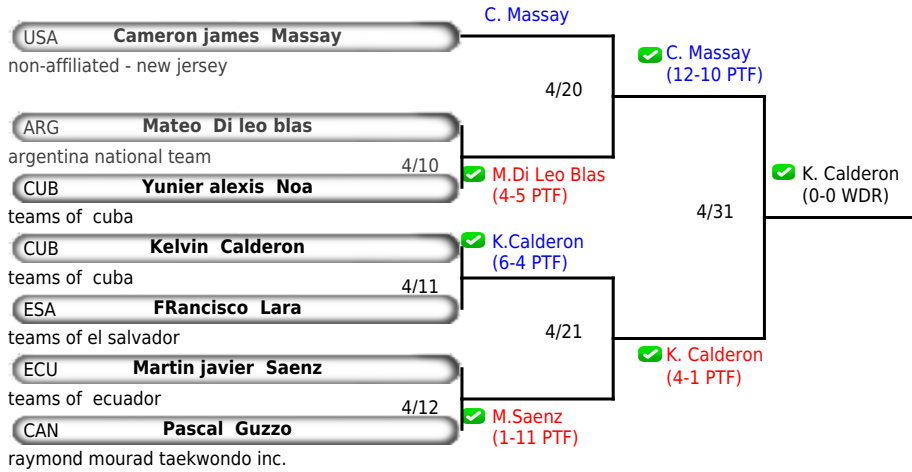 C. Massay
USA Cameron james Massay
non-affiliated - new jersey
C. Massay
(12-10 PTF)
4/20
ARG Mateo Di leo blas
argentina national team
4/10
M.Di Leo Blas
(4-5 PTF)
CUB Yunier alexis Noa
teams of cuba
K. Calderon
(0-0 WDR)
4/31
CUB Kelvin Calderon
teams of cuba
K.Calderon
(6-4 PTF)
4/11
ESA FRancisco Lara
teams of el salvador
4/21
K. Calderon
(4-1 PTF)
ECU Martin javier Saenz
teams of ecuador
4/12
M.Saenz
(1-11 PTF)
CAN Pascal Guzzo
raymond mourad taekwondo inc.